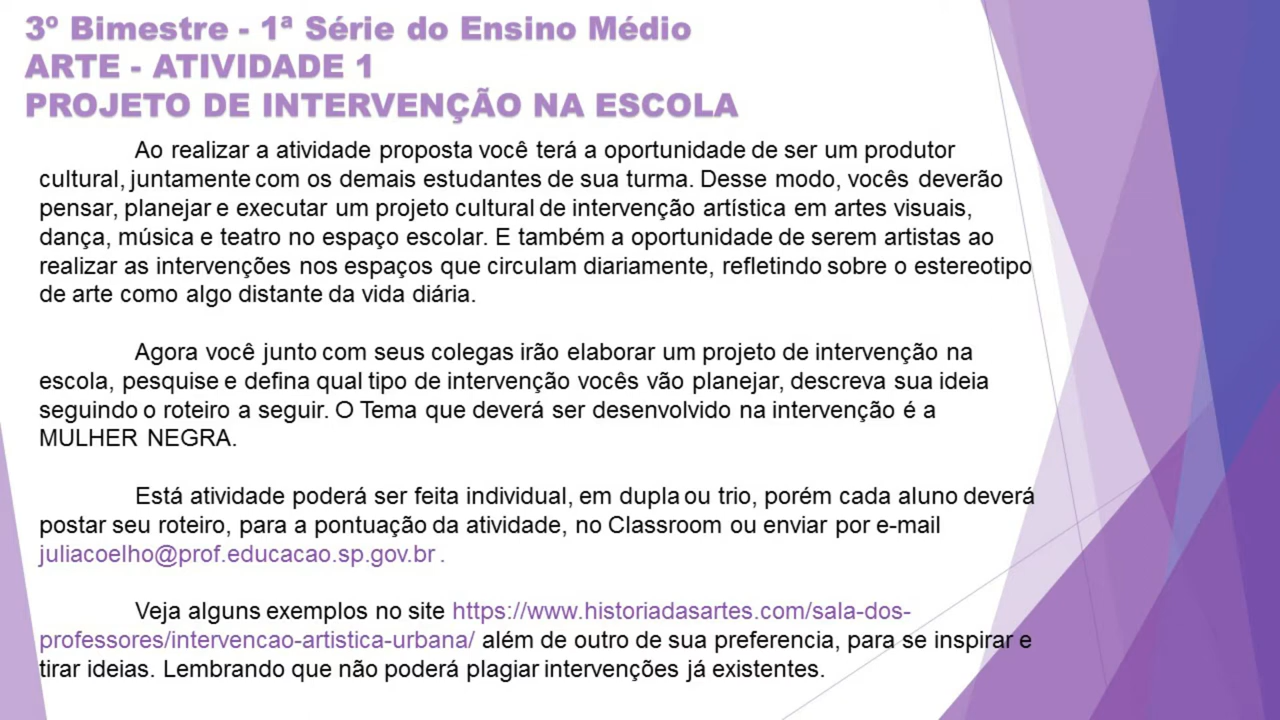 3º Bimestre - 1ª Série do Ensino Médio
ARTE - ATIVIDADE 1
PROJETO DE INTERVENÇÃO NA ESCOLA
Ao realizar a atividade proposta você terá a oportunidade de ser um produtor
cultural, juntamente com os demais estudantes de sua turma. Desse modo, vocês deverão
pensar, planejar e executar um projeto cultural de intervenção artística em artes visuais,
dança, música e teatro no espaço escolar. E também a oportunidade de serem artistas ao
realizar as intervenções nos espaços que circulam diariamente, refletindo sobre o estereotipo
de arte como algo distante da vida diária.
Agora você junto com seus colegas irão elaborar um projeto de intervenção na
escola, pesquise e defina qual tipo de intervenção vocês vão planejar, descreva sua ideia
seguindo o roteiro a seguir. O Tema que deverá ser desenvolvido na intervenção é a
MULHER NEGRA.
Está atividade poderá ser feita individual, em dupla ou trio, porém cada aluno deverá
postar seu roteiro, para a pontuação da atividade, no Classroom ou enviar por e-mail
juliacoelho@prof.educacao.sp.gov.br .
Veja alguns exemplos no site https://www.historiadasartes.com/sala-dos-
professores/intervencao-artistica-urbana/ além de outro de sua preferencia, para se inspirar e
tirar ideias. Lembrando que não poderá plagiar intervenções já existentes.